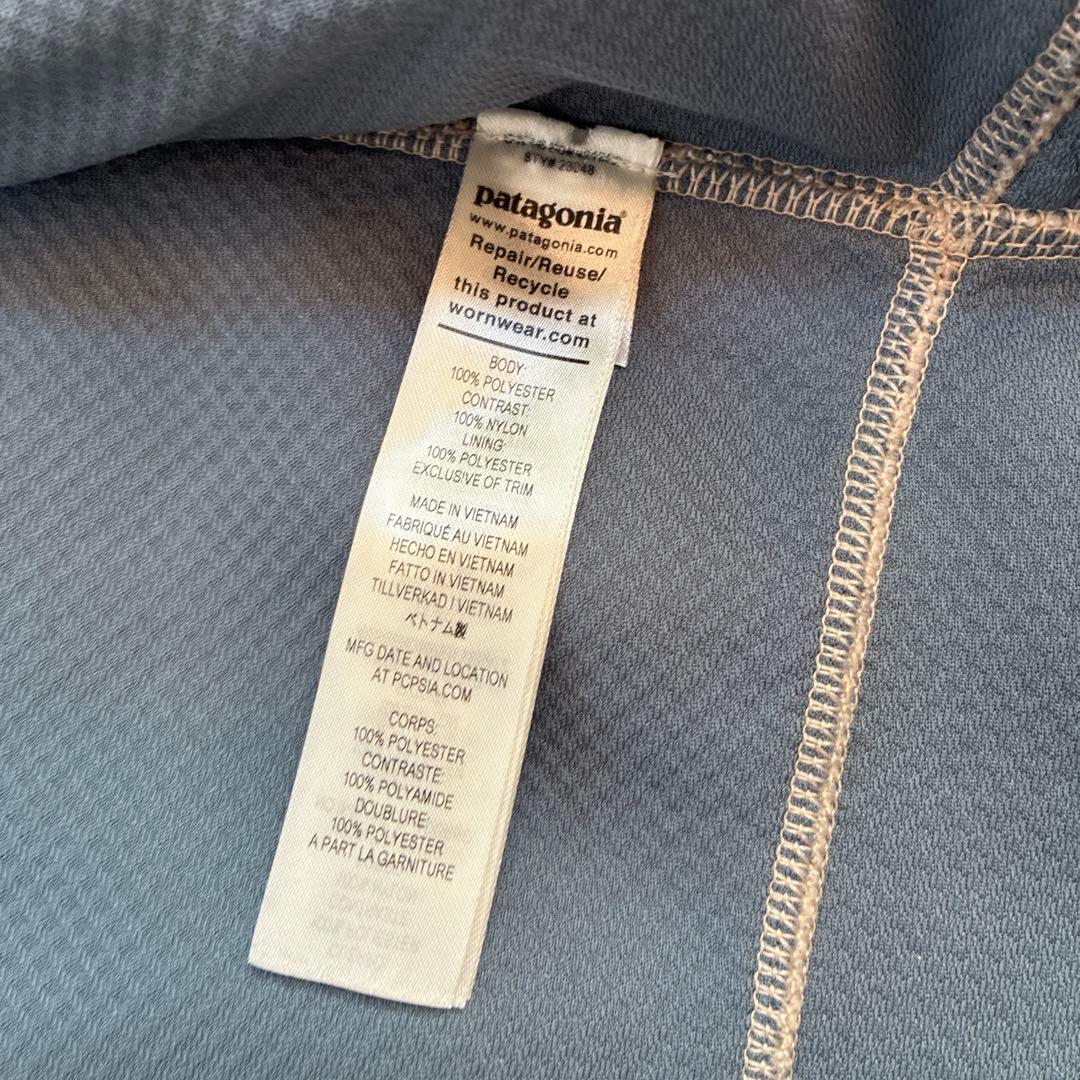 patagonia®
www.patagonia.com
Repair/Reuse/
Recycle
this product at
wornwear.com
BODY:
100% POLYESTER
CONTRAST:
100% NYLON
LINING:
100% POLYESTER
EXCLUSIVE OF TRIM
MADE IN VIETNAM
FABRIQUÉ AU VIETNAM
HECHO EN VIETNAM
FATTO IN VIETNAM
TILLVERKAD I VIETNAM
ベトナム製
MFG DATE AND LOCATION
AT PCPSIA.COM
CORPS:
100% POLYESTER
CONTRASTE:
100% POLYAMIDE
DOUBLURE:
100% POLYESTER
A PART LA GARNITURE